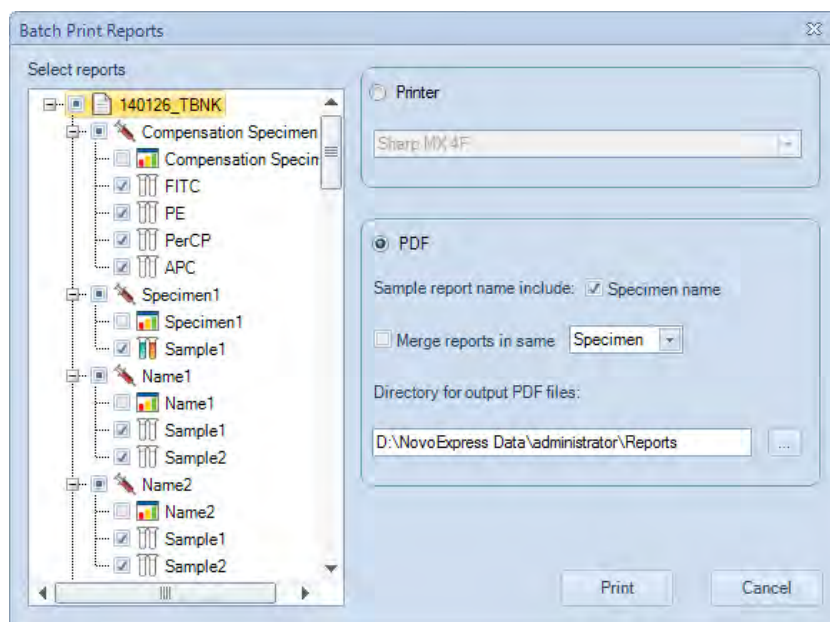 Batch Print Reports
Select reports
140126_TBNK
Compensation Specimen
Compensation Specin
FITC
PE
PerCP
APC
Specimen1
Specimen1
Sample1
Name1
Name1
Sample1
Sample2
Name2
Name2
Sample1
Sample2
Printer
Sharp MX 4F
PDF
Sample report name include: Specimen name
Merge reports in same Specimen
Directory for output PDF files:
D:\NovoExpress Data\administrator\Reports
...
Print Cancel